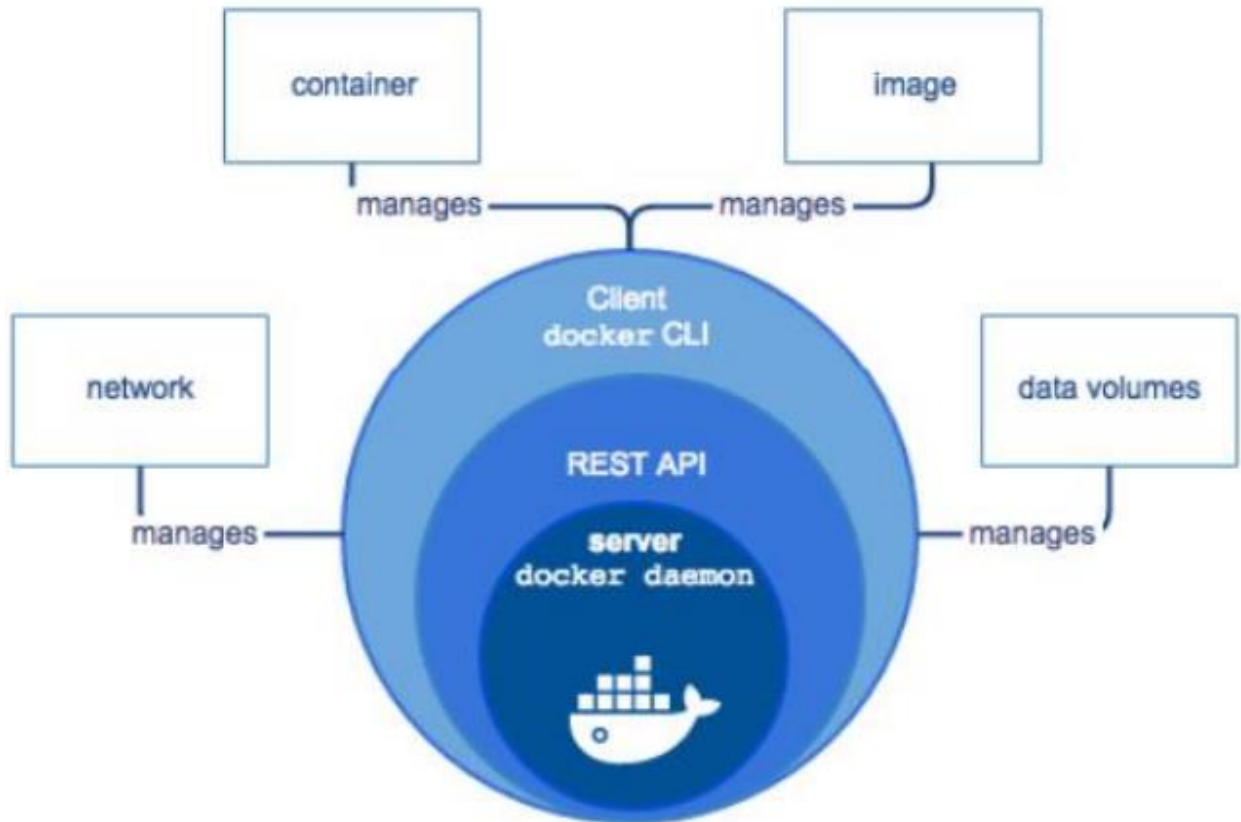 container
image
manages
manages
Client
docker CLI
network
data volumes
REST API
manages
manages
server
docker daemon